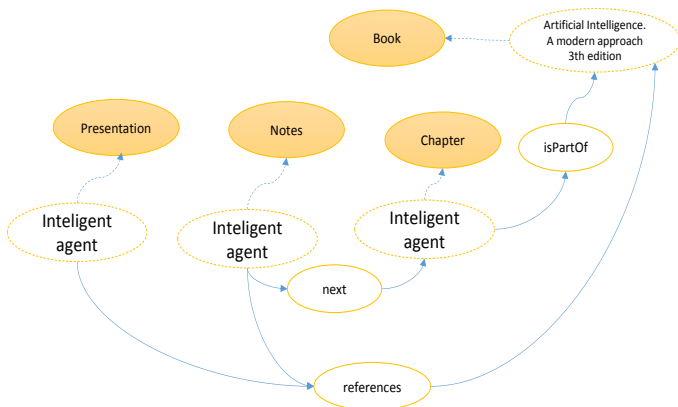 Artificial Intelligence.
A modern approach
3th edition
Book
Presentation
Notes
Chapter
isPartOf
Inteligent
agent
Inteligent
agent
Inteligent
agent
next
references